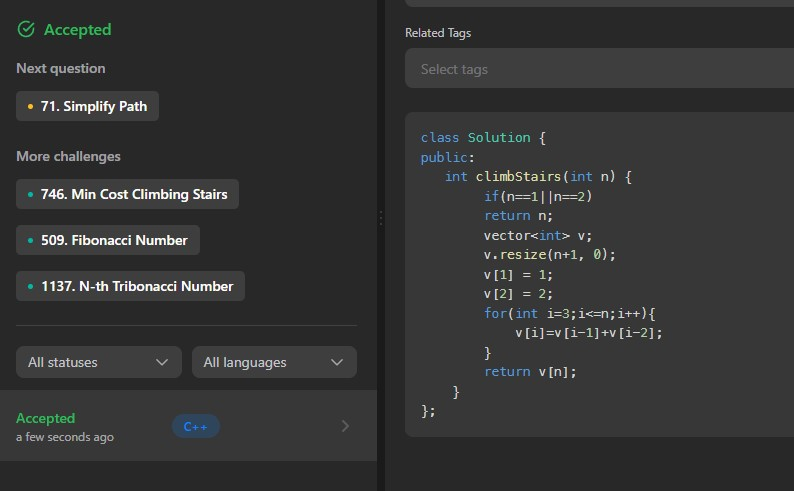 Accepted
Next question
71. Simplify Path
More challenges
746. Min Cost Climbing Stairs
509. Fibonacci Number
1137. N-th Tribonacci Number
All statuses
All languages
Accepted
a few seconds ago
C++
Related Tags
Select tags
class Solution {
public:
   int climbStairs(int n) {
        if(n==1||n==2)
        return n;
        vector<int> v;
        v.resize(n+1, 0);
        v[1] = 1;
        v[2] = 2;
        for(int i=3;i<=n;i++){
            v[i]=v[i-1]+v[i-2];
        }
        return v[n];
    }
};